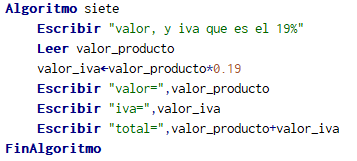 Algoritmo siete
Escribir "valor, y iva que es el 19%"
Leer valor_producto
valor_iva←valor_producto*0.19
Escribir "valor=",valor_producto
Escribir "iva=",valor_iva
Escribir "total=",valor_producto+valor_iva
FinAlgoritmo